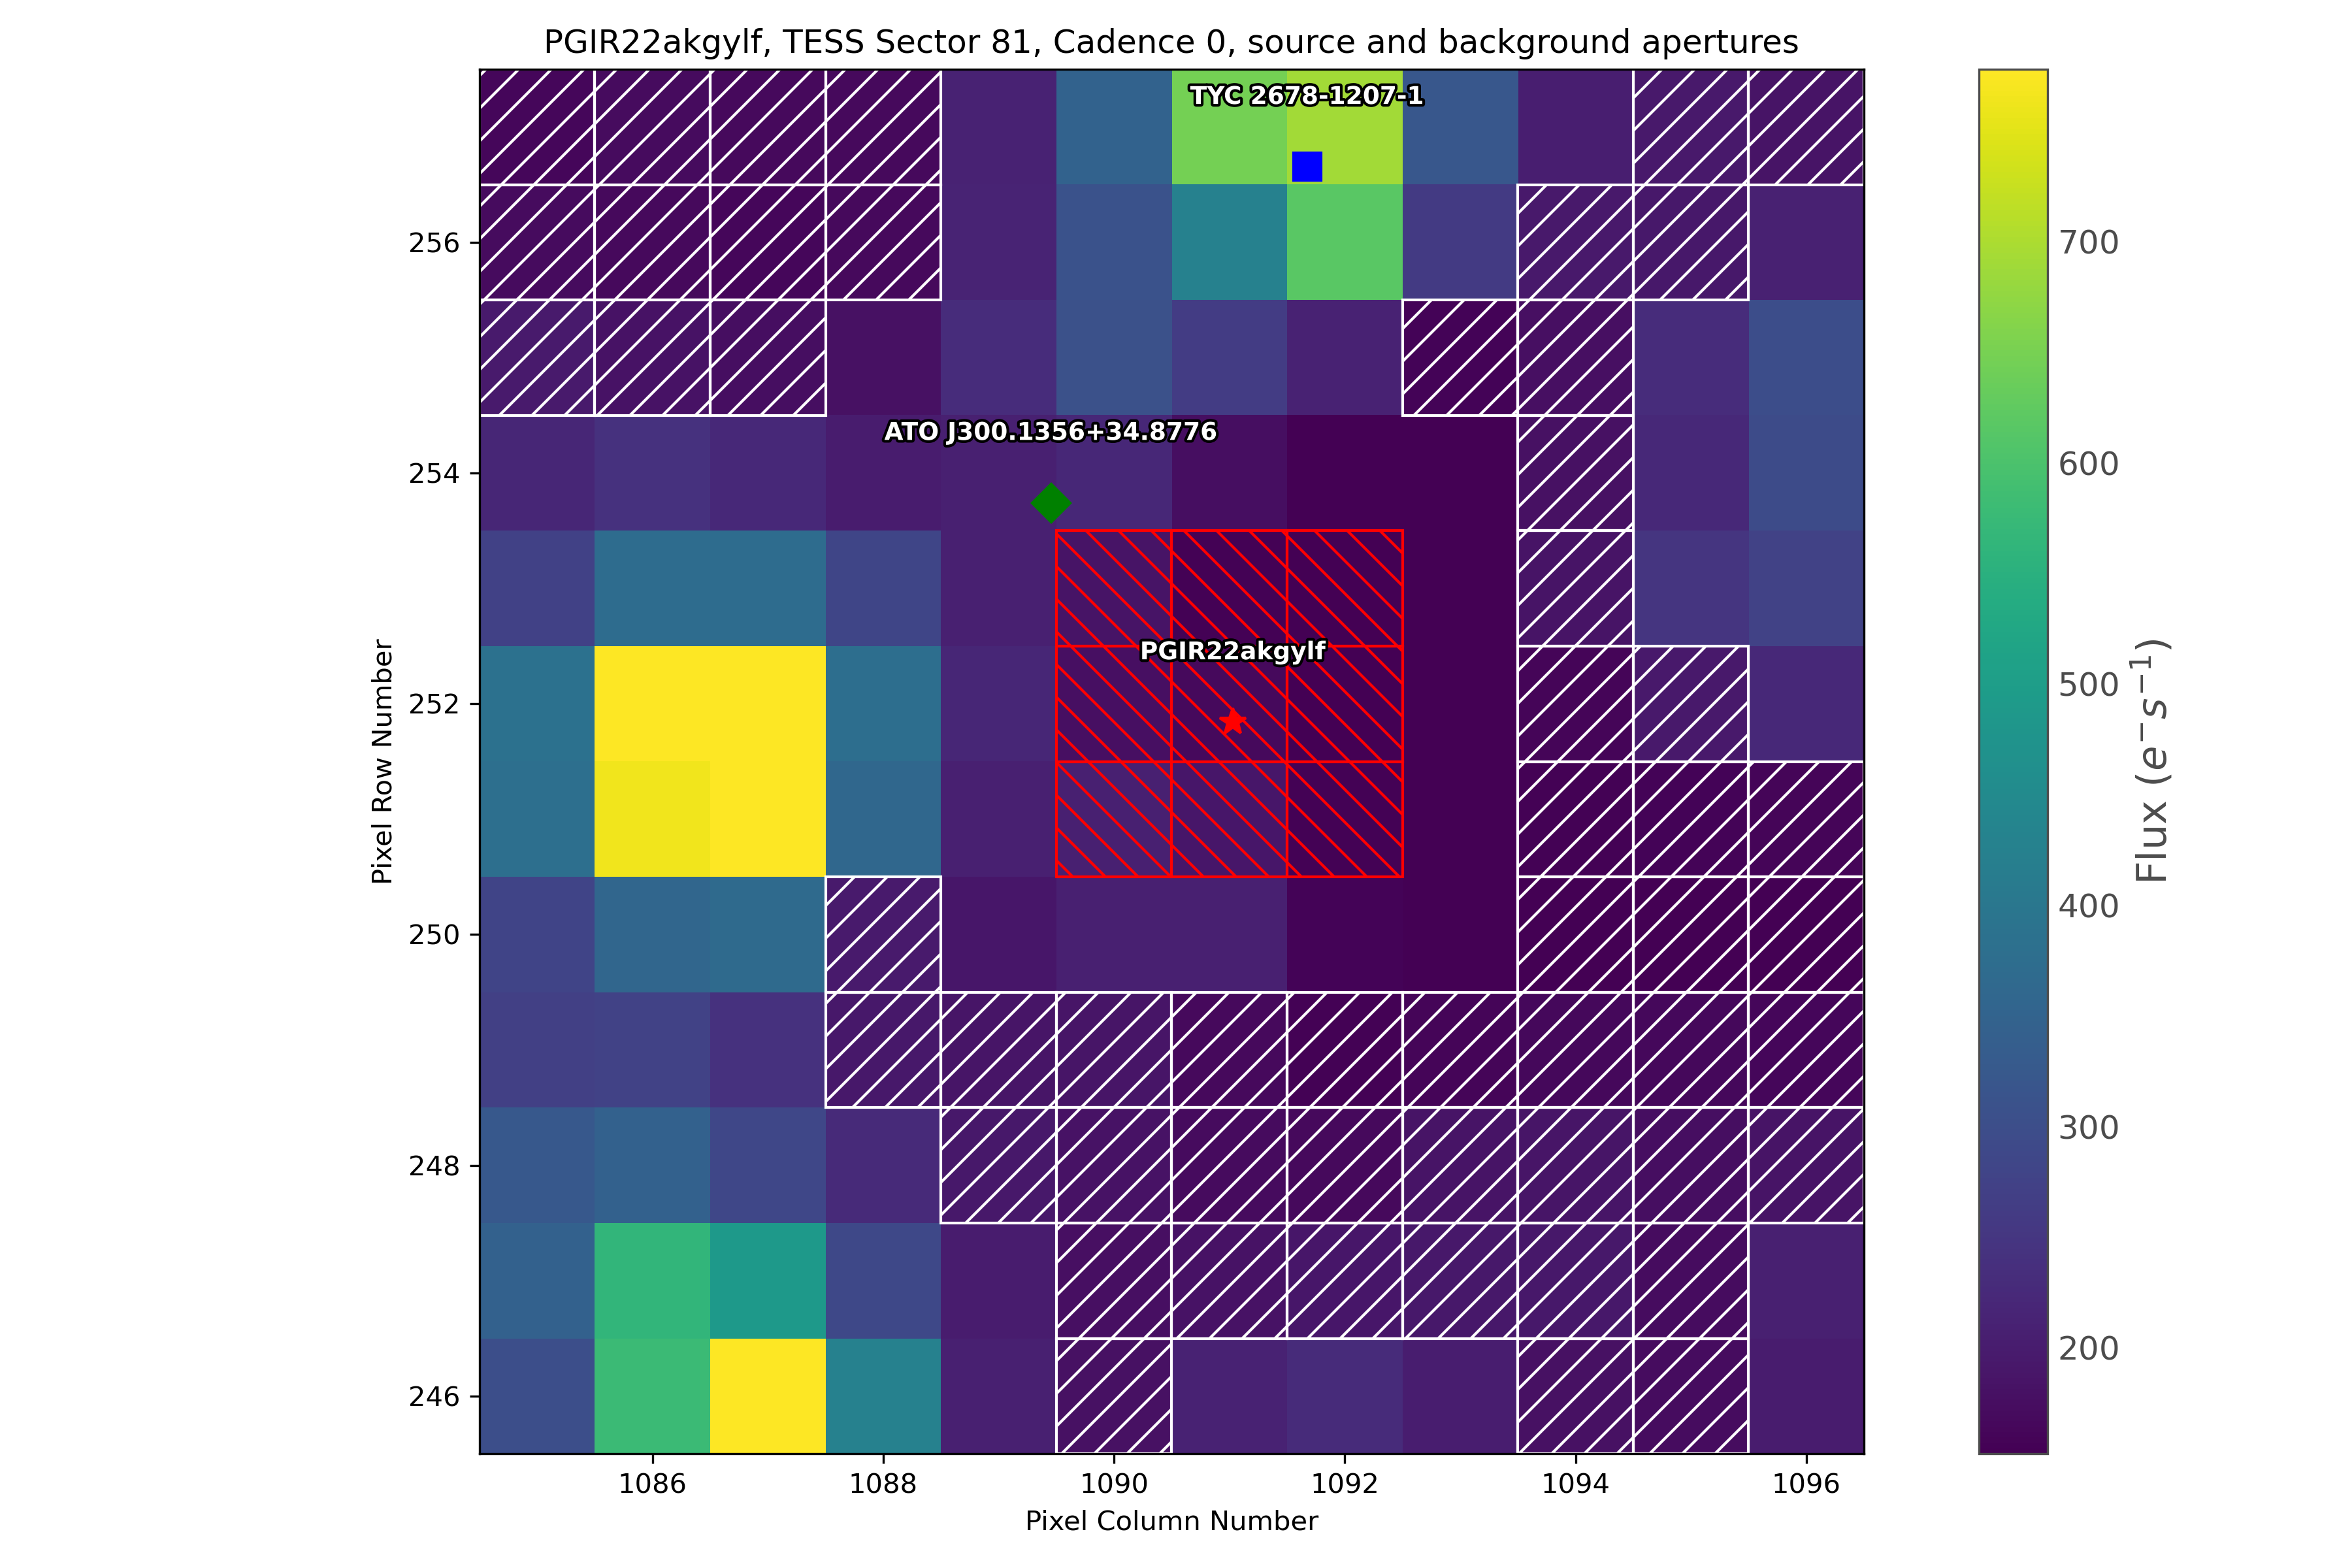 PGIR22akgylf, TESS Sector 81, Cadence 0, source and background apertures
TYC 2678-1207-1
ATO J300.1356+34.8776
PGIR22akgylf
256
254
252
250
248
246
Pixel Row Number
1086 1088 1090 1092 1094 1096
Pixel Column Number
700
600
500
400
300
200
Flux (e⁻s⁻¹)